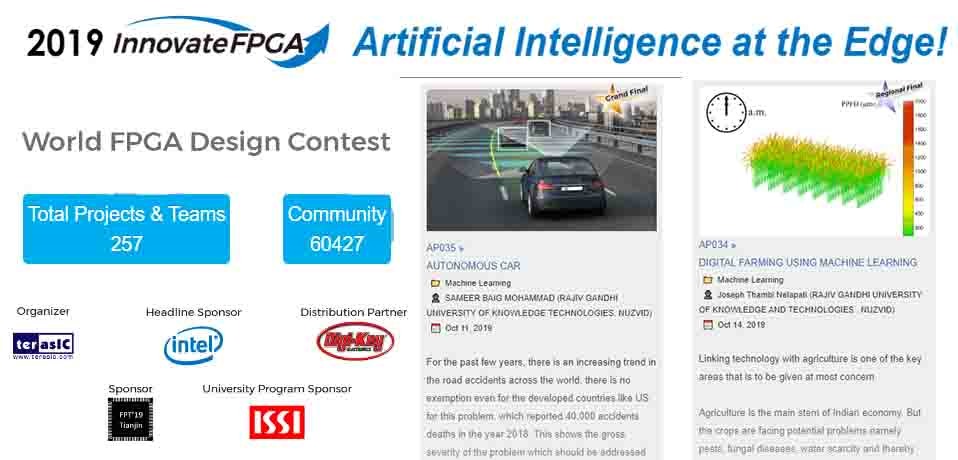 2019 InnovateFPGA Artificial Intelligence at the Edge!
World FPGA Design Contest
Total Projects & Teams
257
Community
60427
Organizer
terasIC
www.terasic.com
Headline Sponsor
intel
Distribution Partner
Digi-Key
ELECTRONICS
Sponsor
FPT'19
Tianjin
University Program Sponsor
ISSI
Grand Final
AP035 »
AUTONOMOUS CAR
Machine Learning
SAMEER BAIG MOHAMMAD (RAJIV GANDHI
UNIVERSITY OF KNOWLEDGE TECHNOLOGIES, NUZVID)
Oct 11, 2019
For the past few years, there is an increasing trend in
the road accidents across the world. there is no
exemption even for the developed countries like US
for this problem, which reported 40,000 accidents
deaths in the year 2018. This shows the gross
severity of the problem which should be addressed
Regional Final
12
a.m.
PPFD
AP034 »
DIGITAL FARMING USING MACHINE LEARNING
Machine Learning
Joseph Thambi Nelapati (RAJIV GANDHI UNIVERSITY
OF KNOWLEDGE AND TECHNOLOGIES , NUZVID)
Oct 14, 2019
Linking technology with agriculture is one of the key
areas that is to be given at most concern
Agriculture is the main stem of Indian economy. But
the crops are facing potential problems namely
pests, fungal diseases, water scarcity and thereby